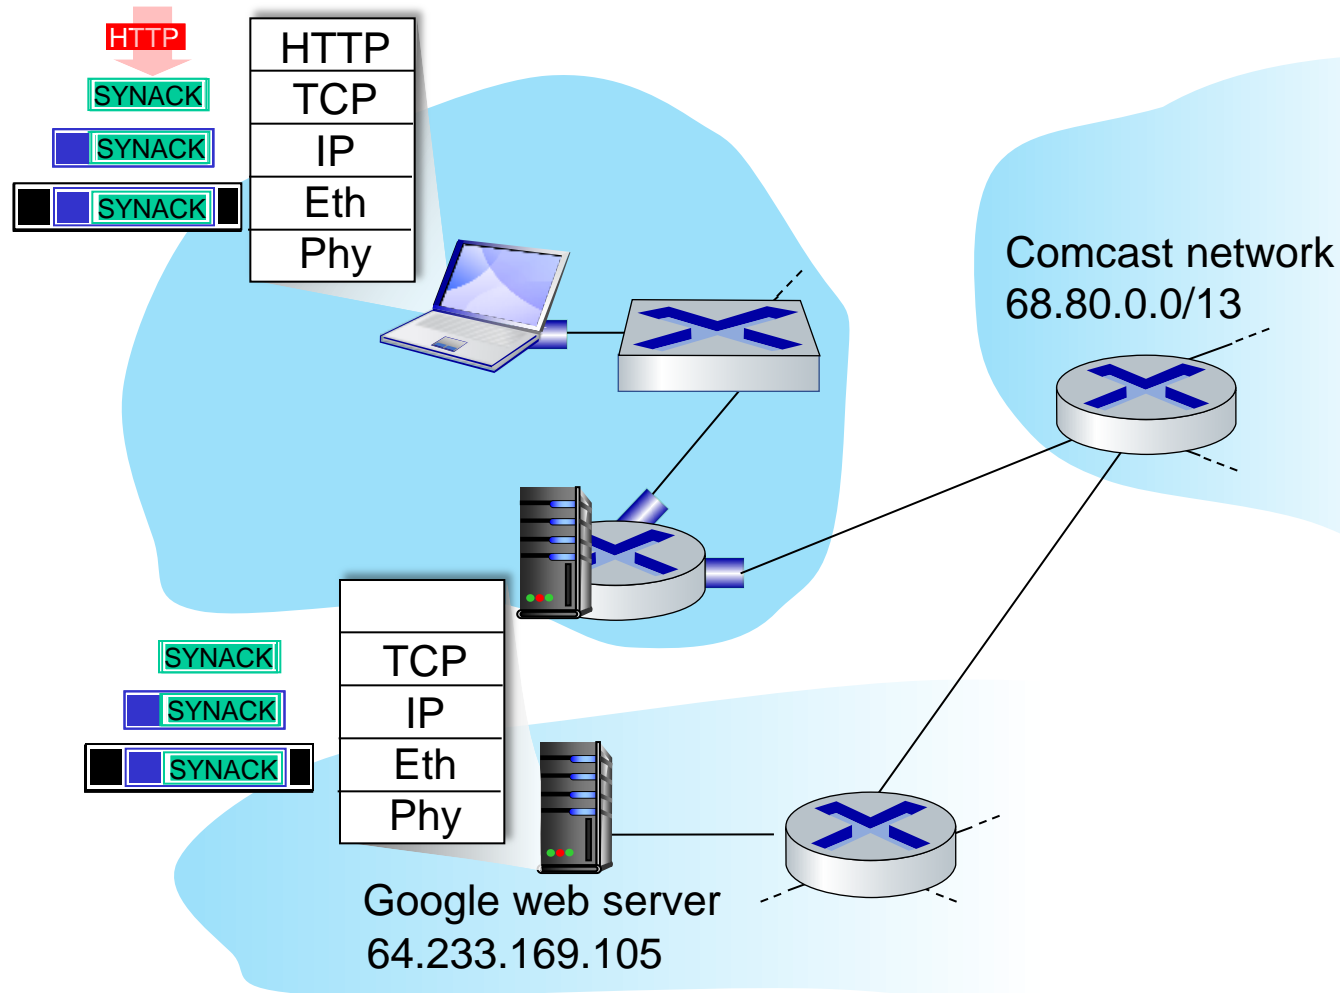 HTTP
SYNACK
SYNACK
SYNACK
HTTP
TCP
IP
Eth
Phy
Comcast network
68.80.0.0/13
SYNACK
SYNACK
SYNACK
TCP
IP
Eth
Phy
Google web server
64.233.169.105